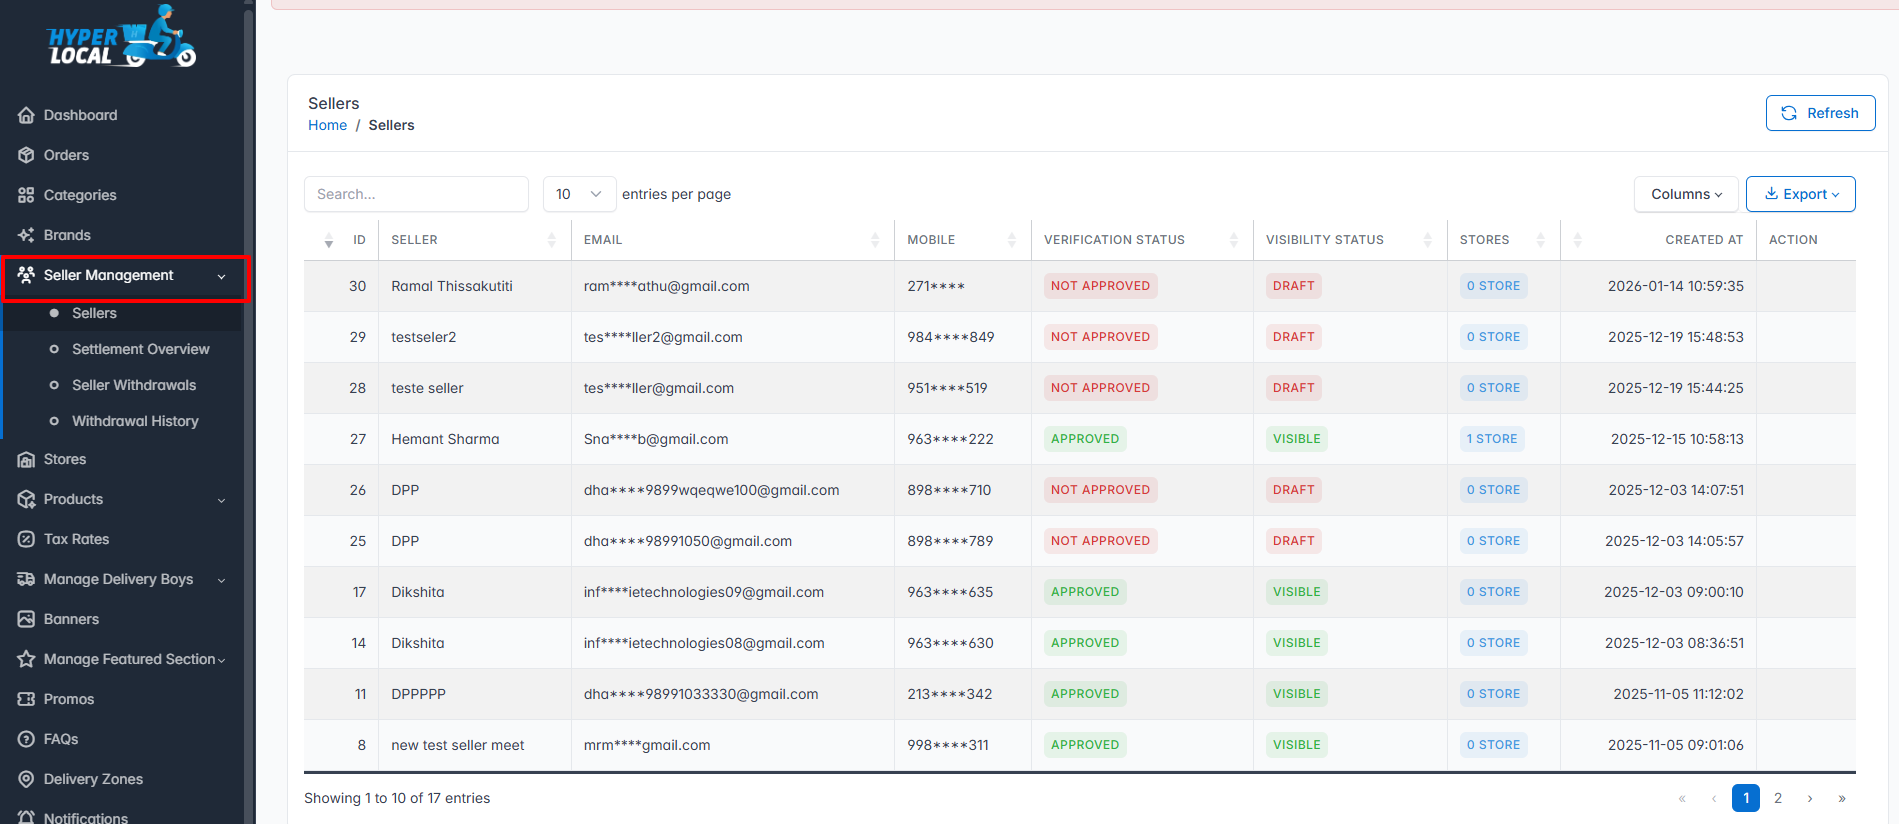 HYPER
LOCAL
Dashboard
Orders
Categories
Brands
Seller Management
Sellers
Settlement Overview
Seller Withdrawals
Withdrawal History
Stores
Products
Tax Rates
Manage Delivery Boys
Banners
Manage Featured Section
Promos
FAQs
Delivery Zones
Notifications
Sellers
Home / Sellers
Refresh
Search... 10 entries per page Columns Export
ID SELLER EMAIL MOBILE VERIFICATION STATUS VISIBILITY STATUS STORES CREATED AT ACTION
30 Ramal Thissakutiti ram****athu@gmail.com 271**** NOT APPROVED DRAFT 0 STORE 2026-01-14 10:59:35
29 testseler2 tes****ller2@gmail.com 984****849 NOT APPROVED DRAFT 0 STORE 2025-12-19 15:48:53
28 teste seller tes****ller@gmail.com 951****519 NOT APPROVED DRAFT 0 STORE 2025-12-19 15:44:25
27 Hemant Sharma Sna****b@gmail.com 963****222 APPROVED VISIBLE 1 STORE 2025-12-15 10:58:13
26 DPP dha****9899wqeqwe100@gmail.com 898****710 NOT APPROVED DRAFT 0 STORE 2025-12-03 14:07:51
25 DPP dha****98991050@gmail.com 898****789 NOT APPROVED DRAFT 0 STORE 2025-12-03 14:05:57
17 Dikshita inf****ietechnologies09@gmail.com 963****635 APPROVED VISIBLE 0 STORE 2025-12-03 09:00:10
14 Dikshita inf****ietechnologies08@gmail.com 963****630 APPROVED VISIBLE 0 STORE 2025-12-03 08:36:51
11 DPPPPP dha****98991033330@gmail.com 213****342 APPROVED VISIBLE 0 STORE 2025-11-05 11:12:02
8 new test seller meet mrm****gmail.com 998****311 APPROVED VISIBLE 0 STORE 2025-11-05 09:01:06
Showing 1 to 10 of 17 entries « ‹ 1 2 › »